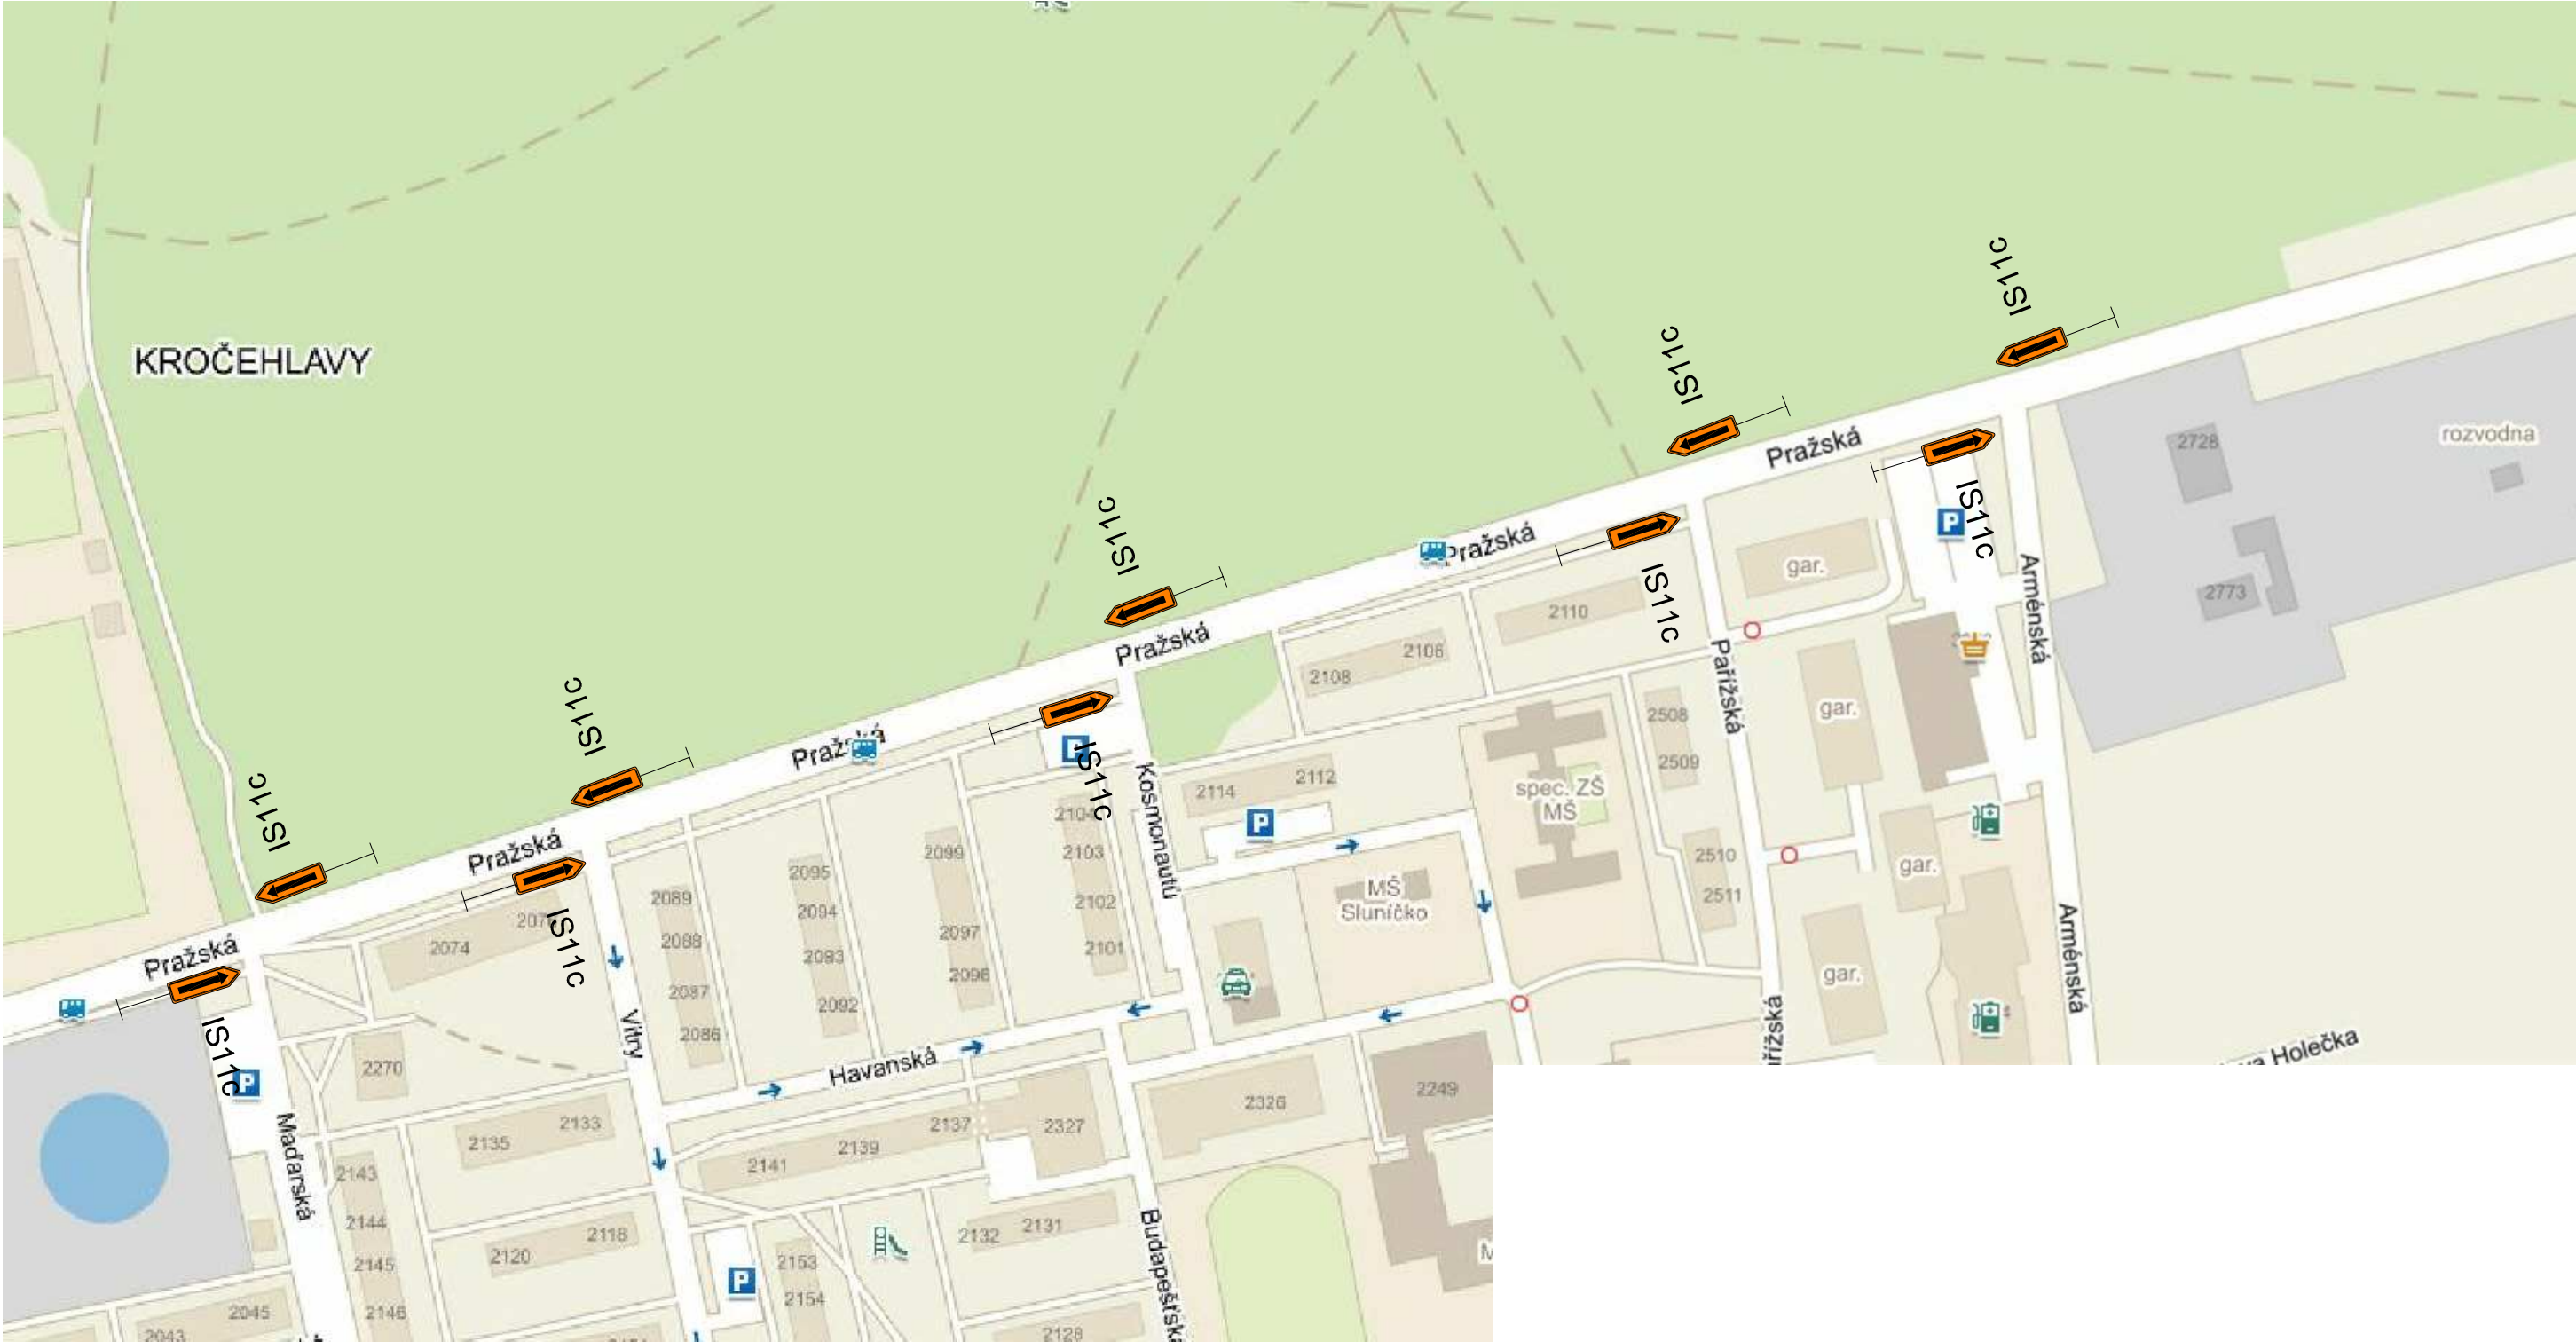 IS11c
IS11c
KROČEHLAVY
rozvodna
2728
Pražská
IS11c
IS11c
Pražská
gar.
P
IS11c
Arménská
2773
2110
IS11c
Pražská
2106
2108
Pařížská
IS11c
Pražská
P
IS11c
Kosmonautů
2508
gar.
2509
spec. ZŠ
MŠ
2112
2114
P
2104
2103
2102
2101
IS11c
Pražská
2099
2097
2095
2094
2093
2092
2089
2088
2087
2086
2510
2511
gar.
MŠ
Sluníčko
Arménská
gar.
2074
IS11c
Pražská
IS11c
P
Vitry
Havanská
2270
2249
2326
2327
2137
2139
2141
2133
2135
Maďarská
2143
2144
2145
2146
2118
2120
2131
2132
Budapešťská
P
2153
2154
2045
2043
2128
Holečka